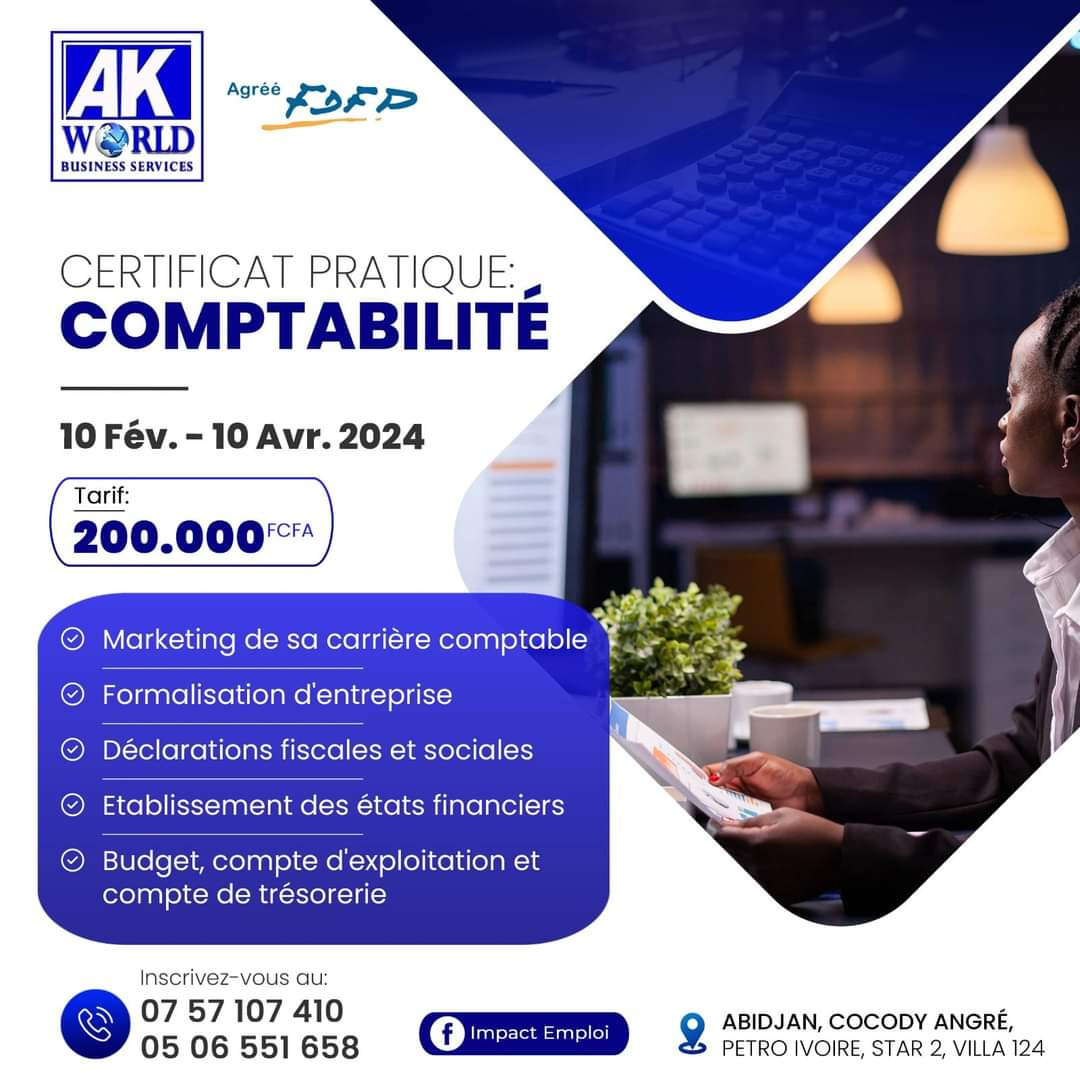 AK
WORLD
BUSINESS SERVICES
Agréé FDFP
CERTIFICAT PRATIQUE:
COMPTABILITÉ
10 Fév. - 10 Avr. 2024
Tarif:
200.000 FCFA
Marketing de sa carrière comptable
Formalisation d'entreprise
Déclarations fiscales et sociales
Etablissement des états financiers
Budget, compte d'exploitation et
compte de trésorerie
Inscrivez-vous au:
07 57 107 410
05 06 551 658
Impact Emploi
ABIDJAN, COCODY ANGRÉ,
PETRO IVOIRE, STAR 2, VILLA 124